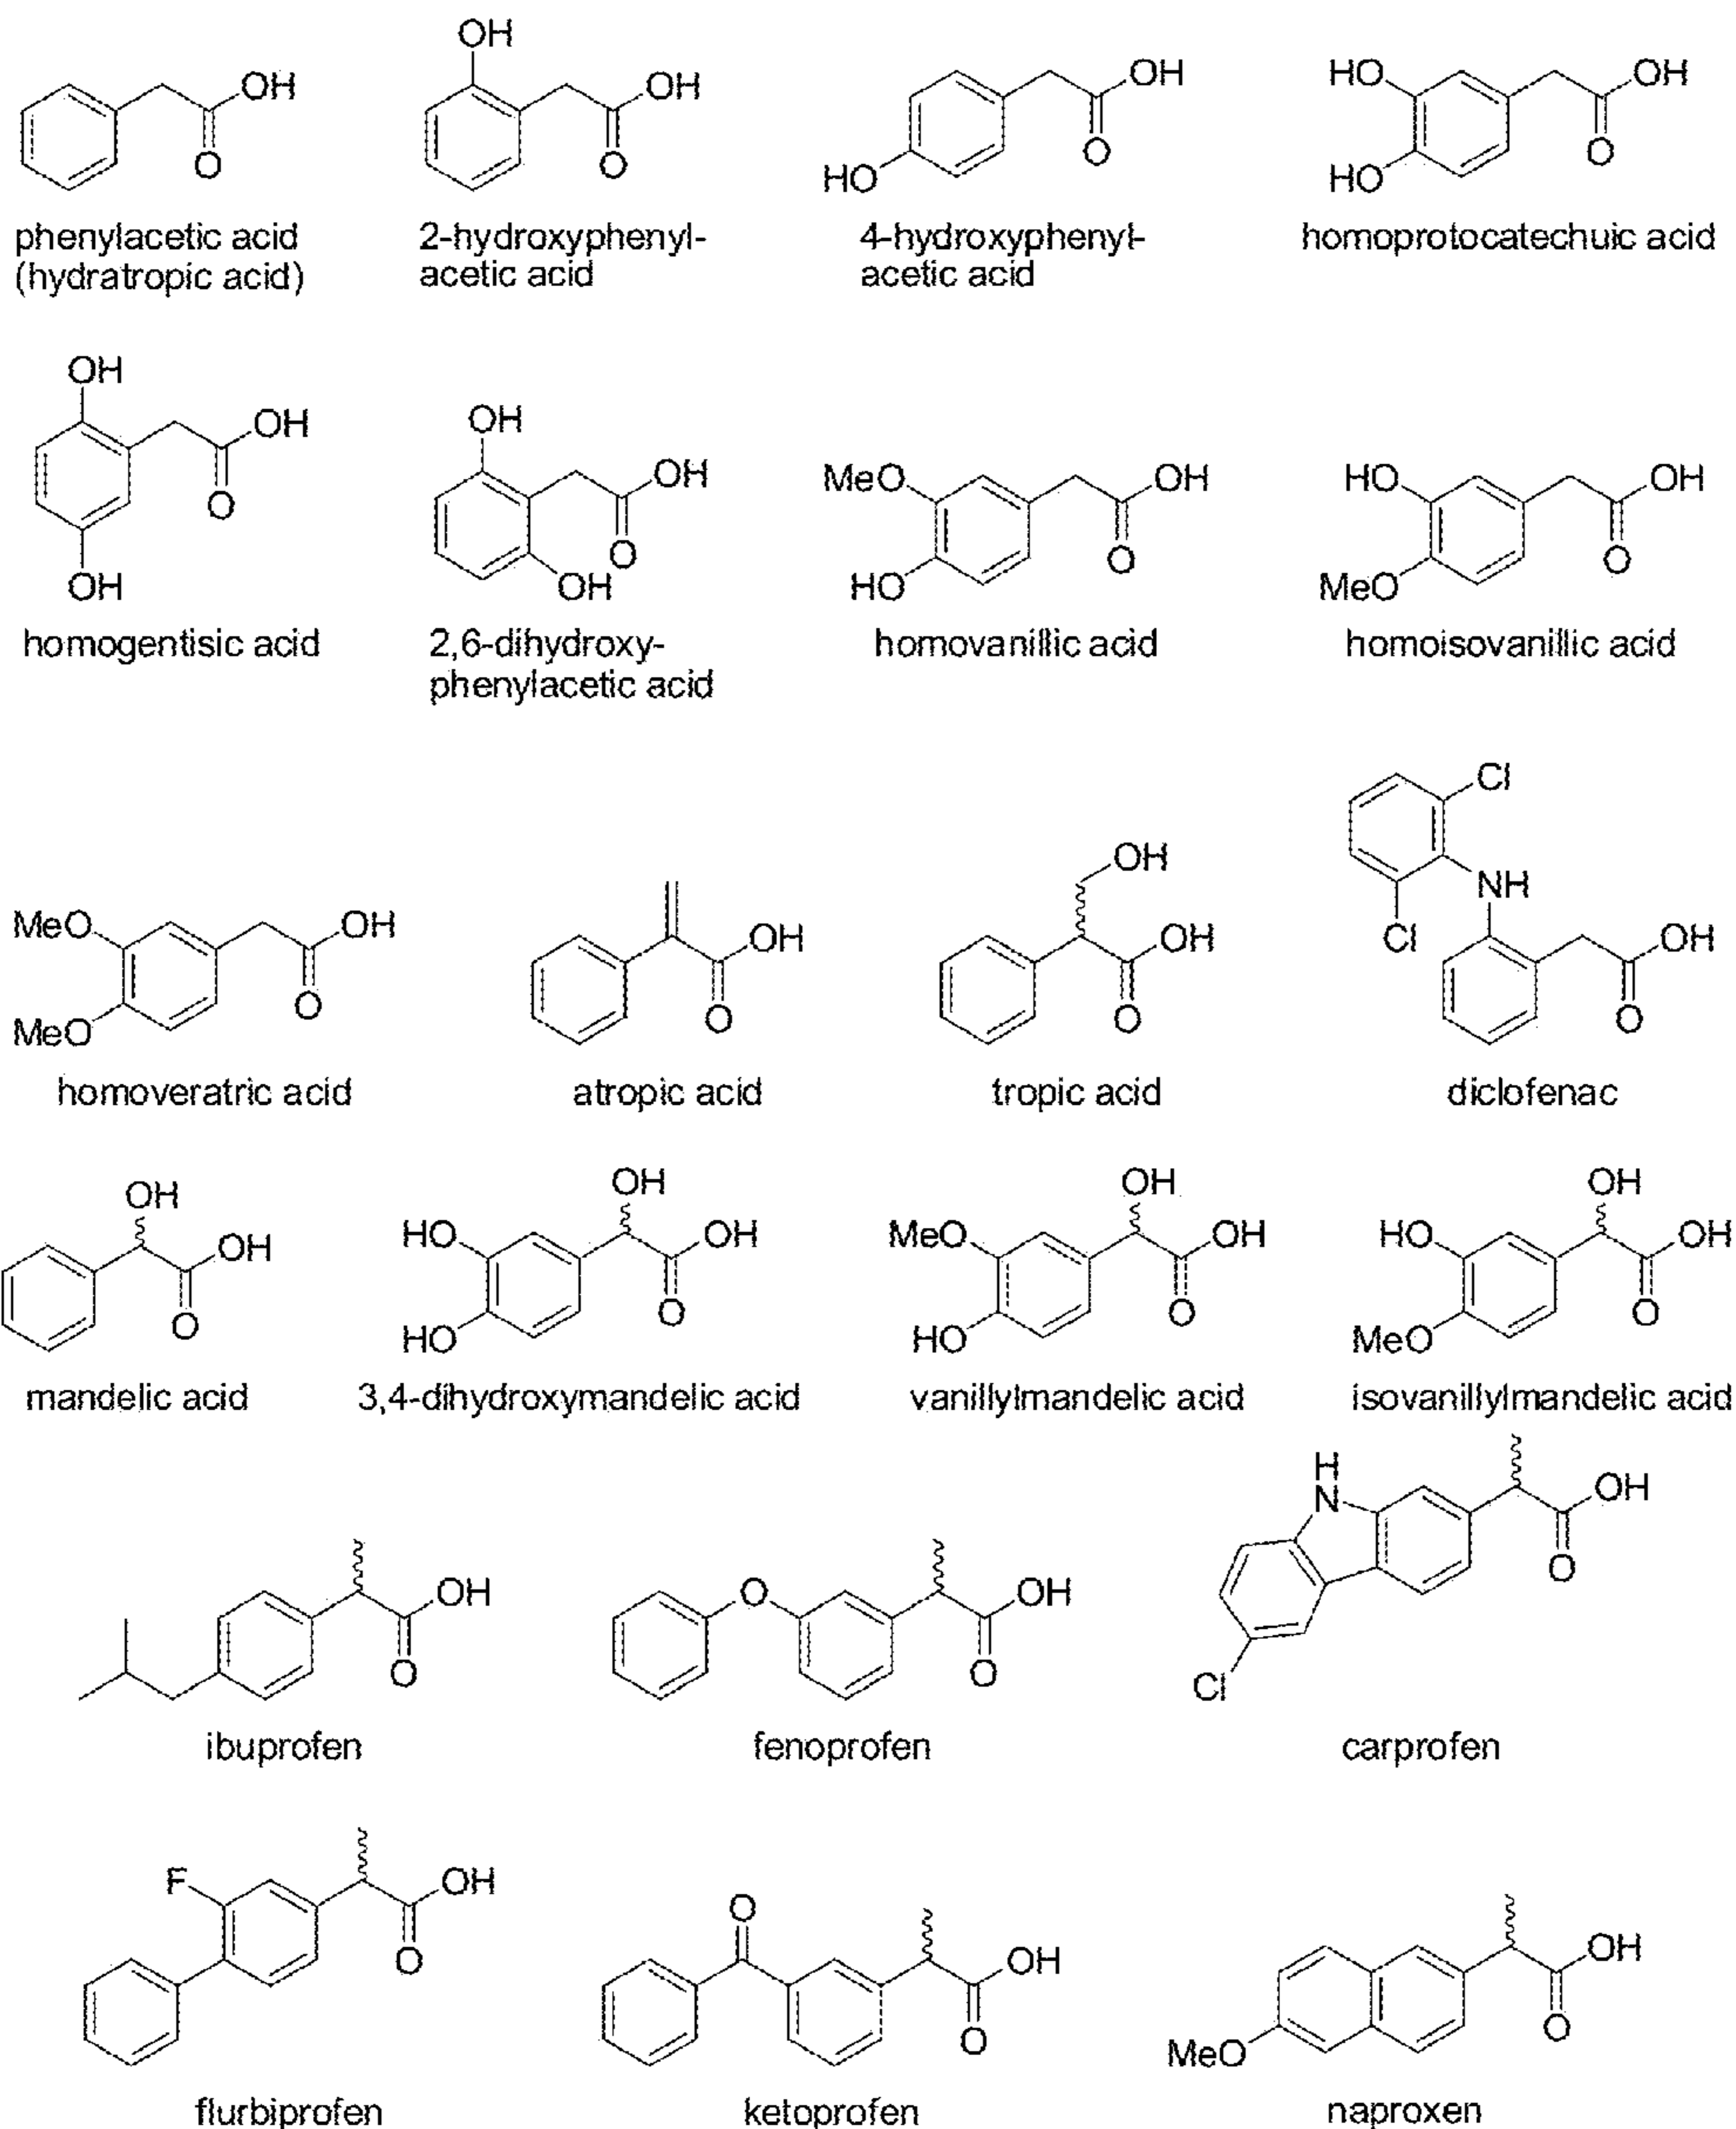 OH
OH
O
OH
O
OH
O
HO
HO
OH
O
HO
phenylacetic acid
(hydratropic acid)
2-hydroxyphenyl-
acetic acid
4-hydroxyphenyl-
acetic acid
homoprotocatechuic acid
OH
OH
O
OH
OH
OH
O
OH
MeO
OH
O
HO
HO
OH
O
MeO
homogentisic acid
2,6-dihydroxy-
phenylacetic acid
homovanillic acid
homoisovanillic acid
MeO
OH
O
MeO
OH
O
OH
OH
O
Cl
NH
Cl
OH
O
homoveratric acid
atropic acid
tropic acid
diclofenac
OH
OH
O
OH
HO
OH
O
HO
OH
MeO
OH
O
HO
OH
HO
OH
O
MeO
mandelic acid
3,4-dihydroxymandelic acid
vanillylmandelic acid
isovanillylmandelic acid
OH
O
O
OH
O
H
N
OH
O
Cl
ibuprofen
fenoprofen
carprofen
F
OH
O
O
OH
O
OH
O
MeO
flurbiprofen
ketoprofen
naproxen